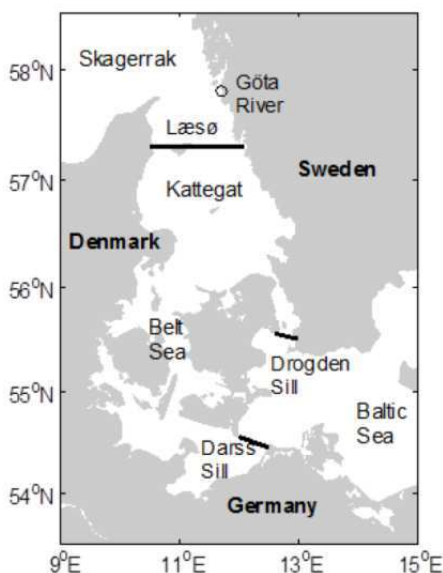 58°N
57°N
56°N
55°N
54°N
9°E
11°E
13°E
15°E
Skagerrak
Göta
River
Læsø
Sweden
Kattegat
Denmark
Belt
Sea
Drogden
Sill
Baltic
Sea
Darss
Sill
Germany